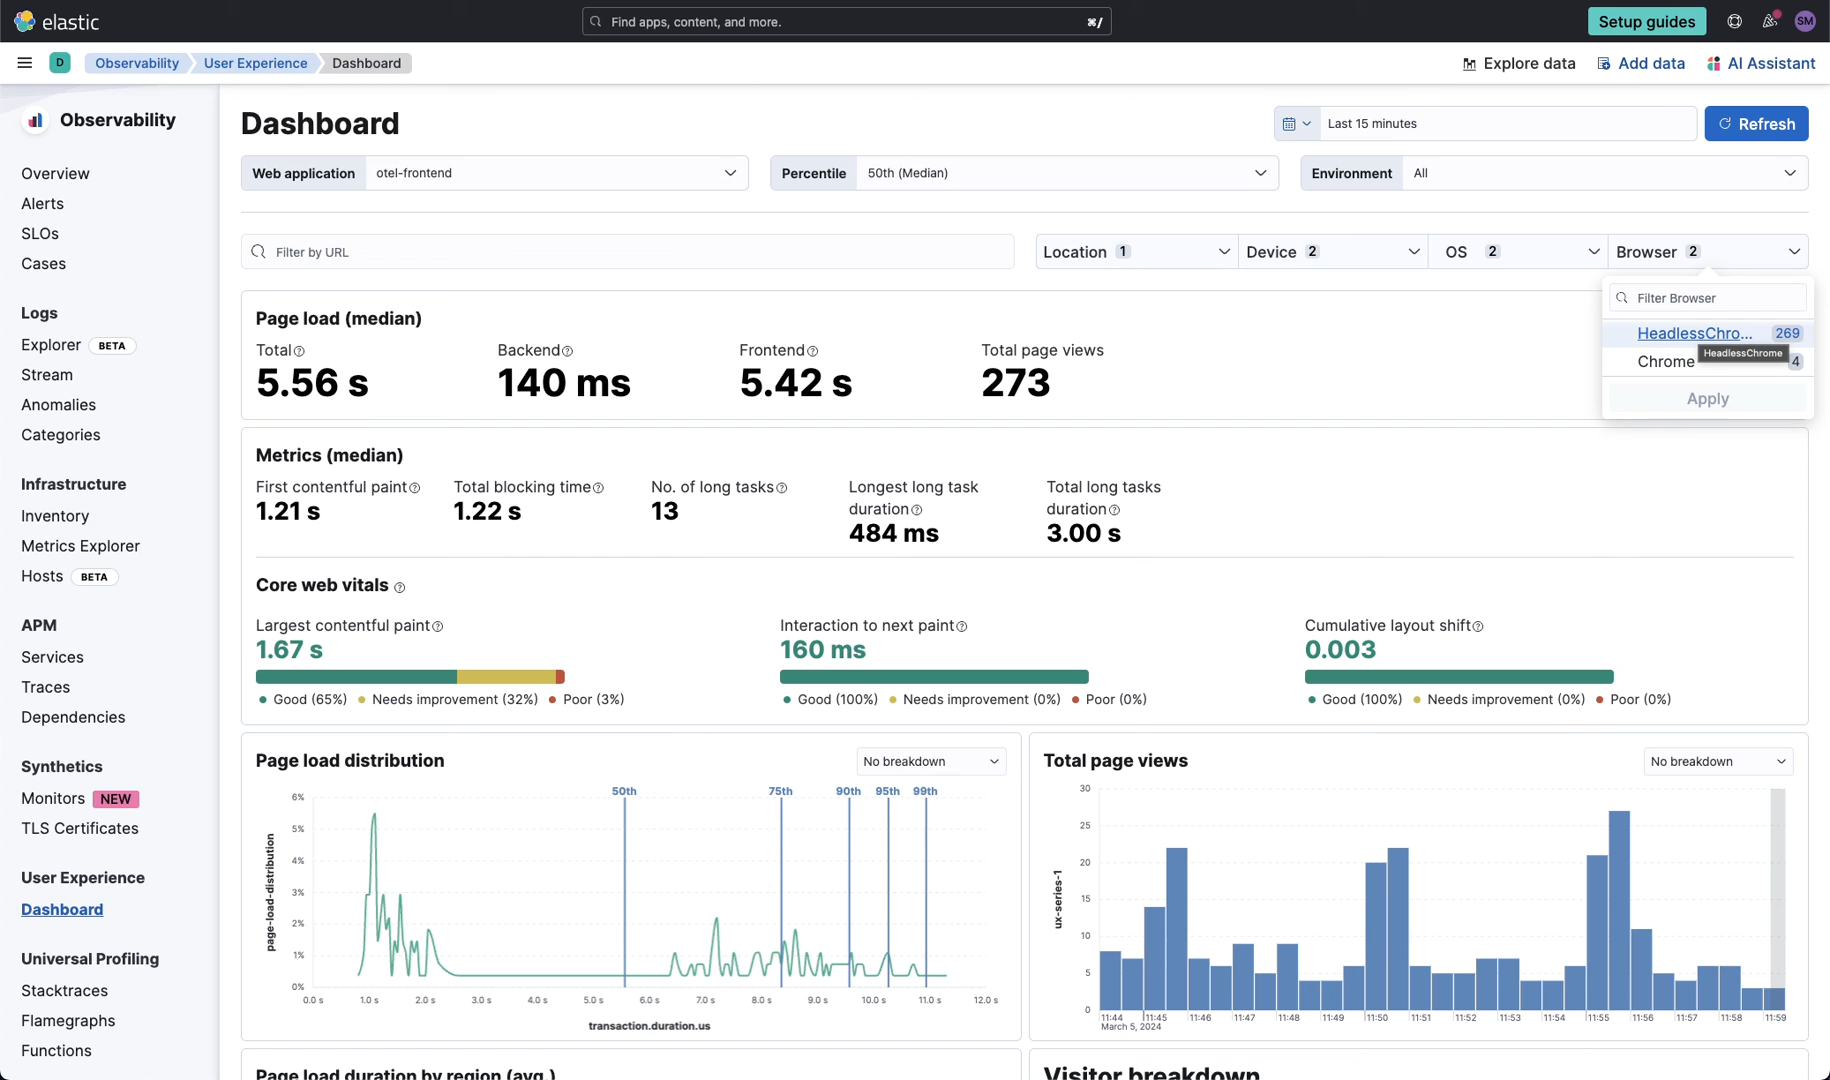 elastic
Find apps, content, and more.
⌘/
Setup guides
SM
D
Observability
User Experience
Dashboard
Explore data
Add data
AI Assistant
Observability
Overview
Alerts
SLOs
Cases
Logs
Explorer BETA
Stream
Anomalies
Categories
Infrastructure
Inventory
Metrics Explorer
Hosts BETA
APM
Services
Traces
Dependencies
Synthetics
Monitors NEW
TLS Certificates
User Experience
Dashboard
Universal Profiling
Stacktraces
Flamegraphs
Functions
Dashboard
Last 15 minutes
Refresh
Web application otel-frontend
Percentile 50th (Median)
Environment All
Filter by URL
Location 1
Device 2
OS 2
Browser 2
Filter Browser
HeadlessChro... 269
HeadlessChrome
Chrome 4
Apply
Page load (median)
Total
5.56 s
Backend
140 ms
Frontend
5.42 s
Total page views
273
Metrics (median)
First contentful paint
1.21 s
Total blocking time
1.22 s
No. of long tasks
13
Longest long task
duration
484 ms
Total long tasks
duration
3.00 s
Core web vitals
Largest contentful paint
1.67 s
Good (65%) Needs improvement (32%) Poor (3%)
Interaction to next paint
160 ms
Good (100%) Needs improvement (0%) Poor (0%)
Cumulative layout shift
0.003
Good (100%) Needs improvement (0%) Poor (0%)
Page load distribution
No breakdown
50th 75th 90th 95th 99th
6%
5%
4%
3%
2%
1%
0%
page-load-distribution
0.0 s 1.0 s 2.0 s 3.0 s 4.0 s 5.0 s 6.0 s 7.0 s 8.0 s 9.0 s 10.0 s 11.0 s 12.0 s
transaction.duration.us
Total page views
No breakdown
30
25
20
15
10
5
0
ux-series-1
11:44 11:45 11:46 11:47 11:48 11:49 11:50 11:51 11:52 11:53 11:54 11:55 11:56 11:57 11:58 11:59
March 5, 2024
Page load duration by region (avg.)
Visitor breakdown